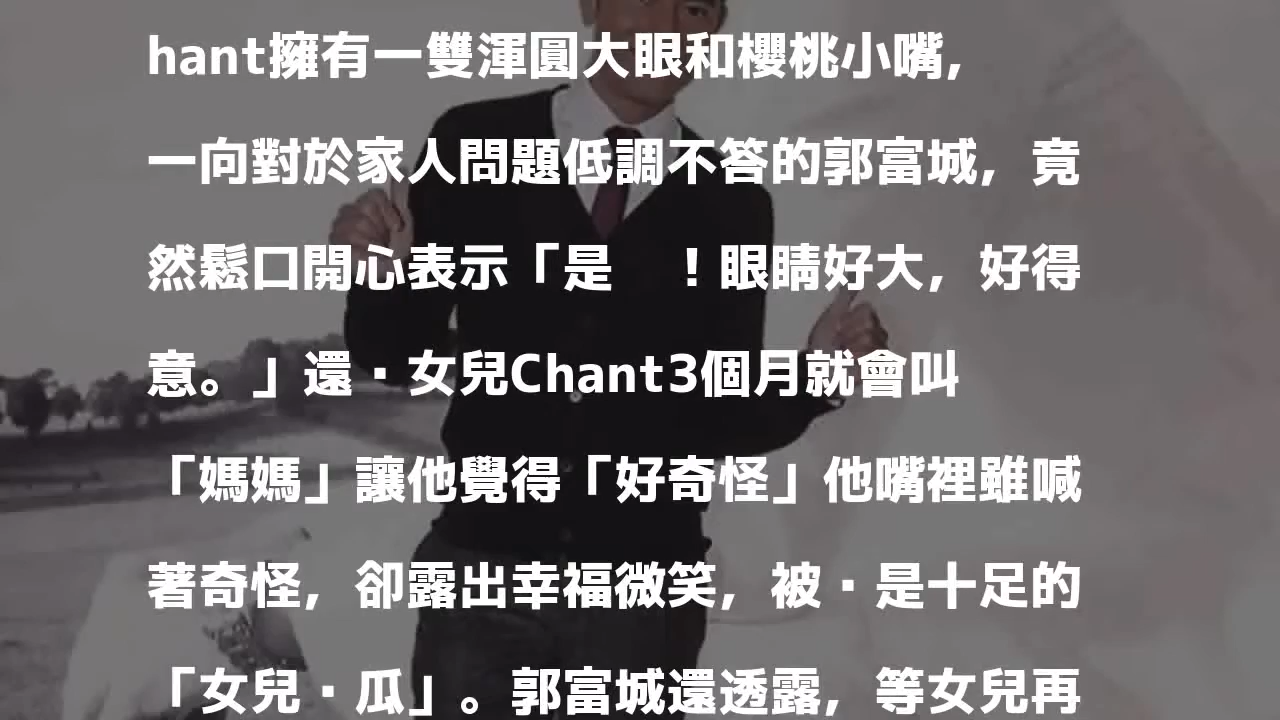 hant擁有一雙渾圓大眼和櫻桃小嘴,
一向對於家人問題低調不答的郭富城，竟
然鬆口開心表示「是　！眼睛好大，好得
意。」還·女兒Chant3個月就會叫
「媽媽」讓他覺得「好奇怪」他嘴裡雖喊
著奇怪，卻露出幸福微笑，被·是十足的
「女兒·瓜」。郭富城還透露，等女兒再